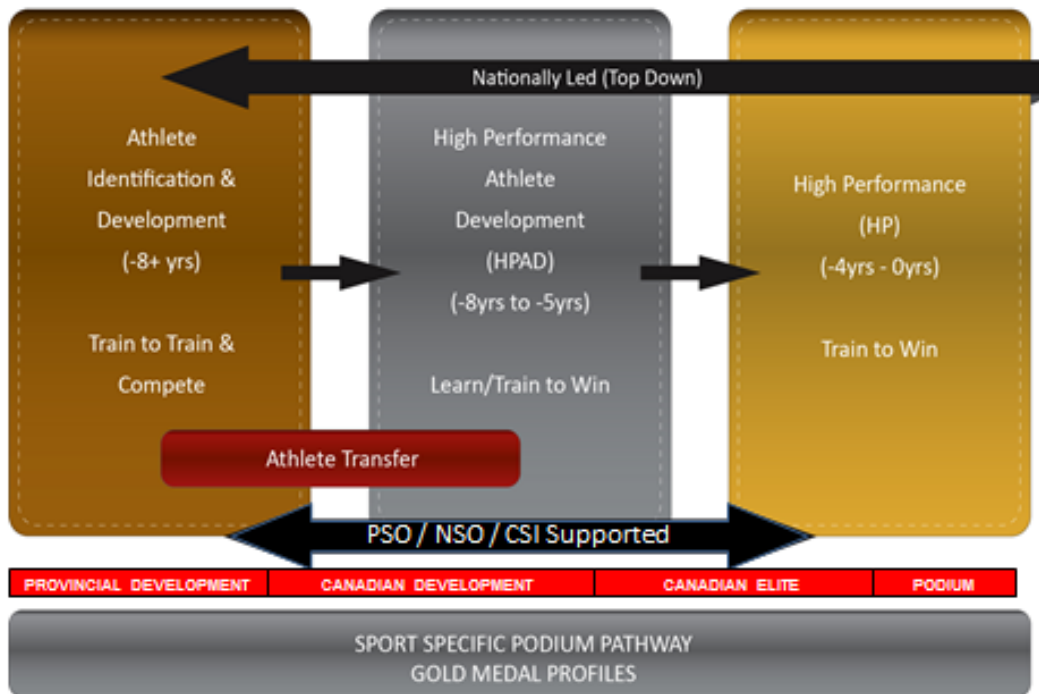 Nationally Led (Top Down)
Athlete
Identification &
Development
(-8+ yrs)
Train to Train &
Compete
High Performance
Athlete
Development
(HPAD)
(-8yrs to -5yrs)
Learn/Train to Win
High Performance
(HP)
(-4yrs - 0yrs)
Train to Win
Athlete Transfer
PSO / NSO / CSI Supported
PROVINCIAL DEVELOPMENT
CANADIAN DEVELOPMENT
CANADIAN ELITE
PODIUM
SPORT SPECIFIC PODIUM PATHWAY
GOLD MEDAL PROFILES